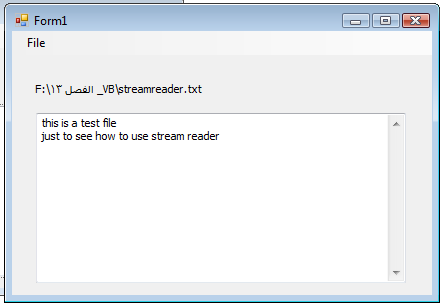 Form1
File
F:\الفصل ١٣ _VB\streamreader.txt
this is a test file
just to see how to use stream reader